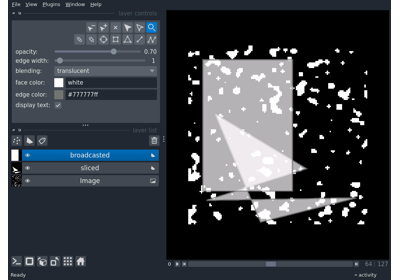 File View Plugins Window Help
layer controls
opacity: 0.70
edge width: 1
blending: translucent
face color: white
edge color: #777777ff
display text:
layer list
broadcasted
sliced
Image
Ready
64 127
activity